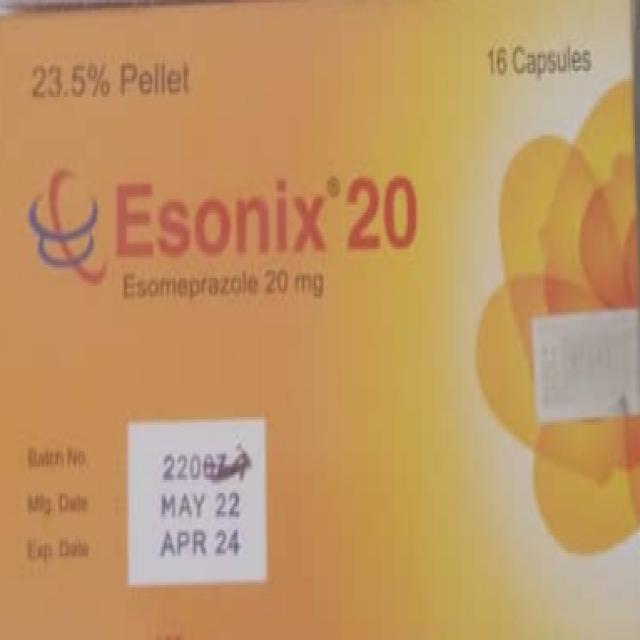 23.5% Pellet
16 Capsules
Esonix® 20
Esomeprazole 20 mg
Batch No.
Mfg. Date : MAY 22
Exp. Date : APR 24